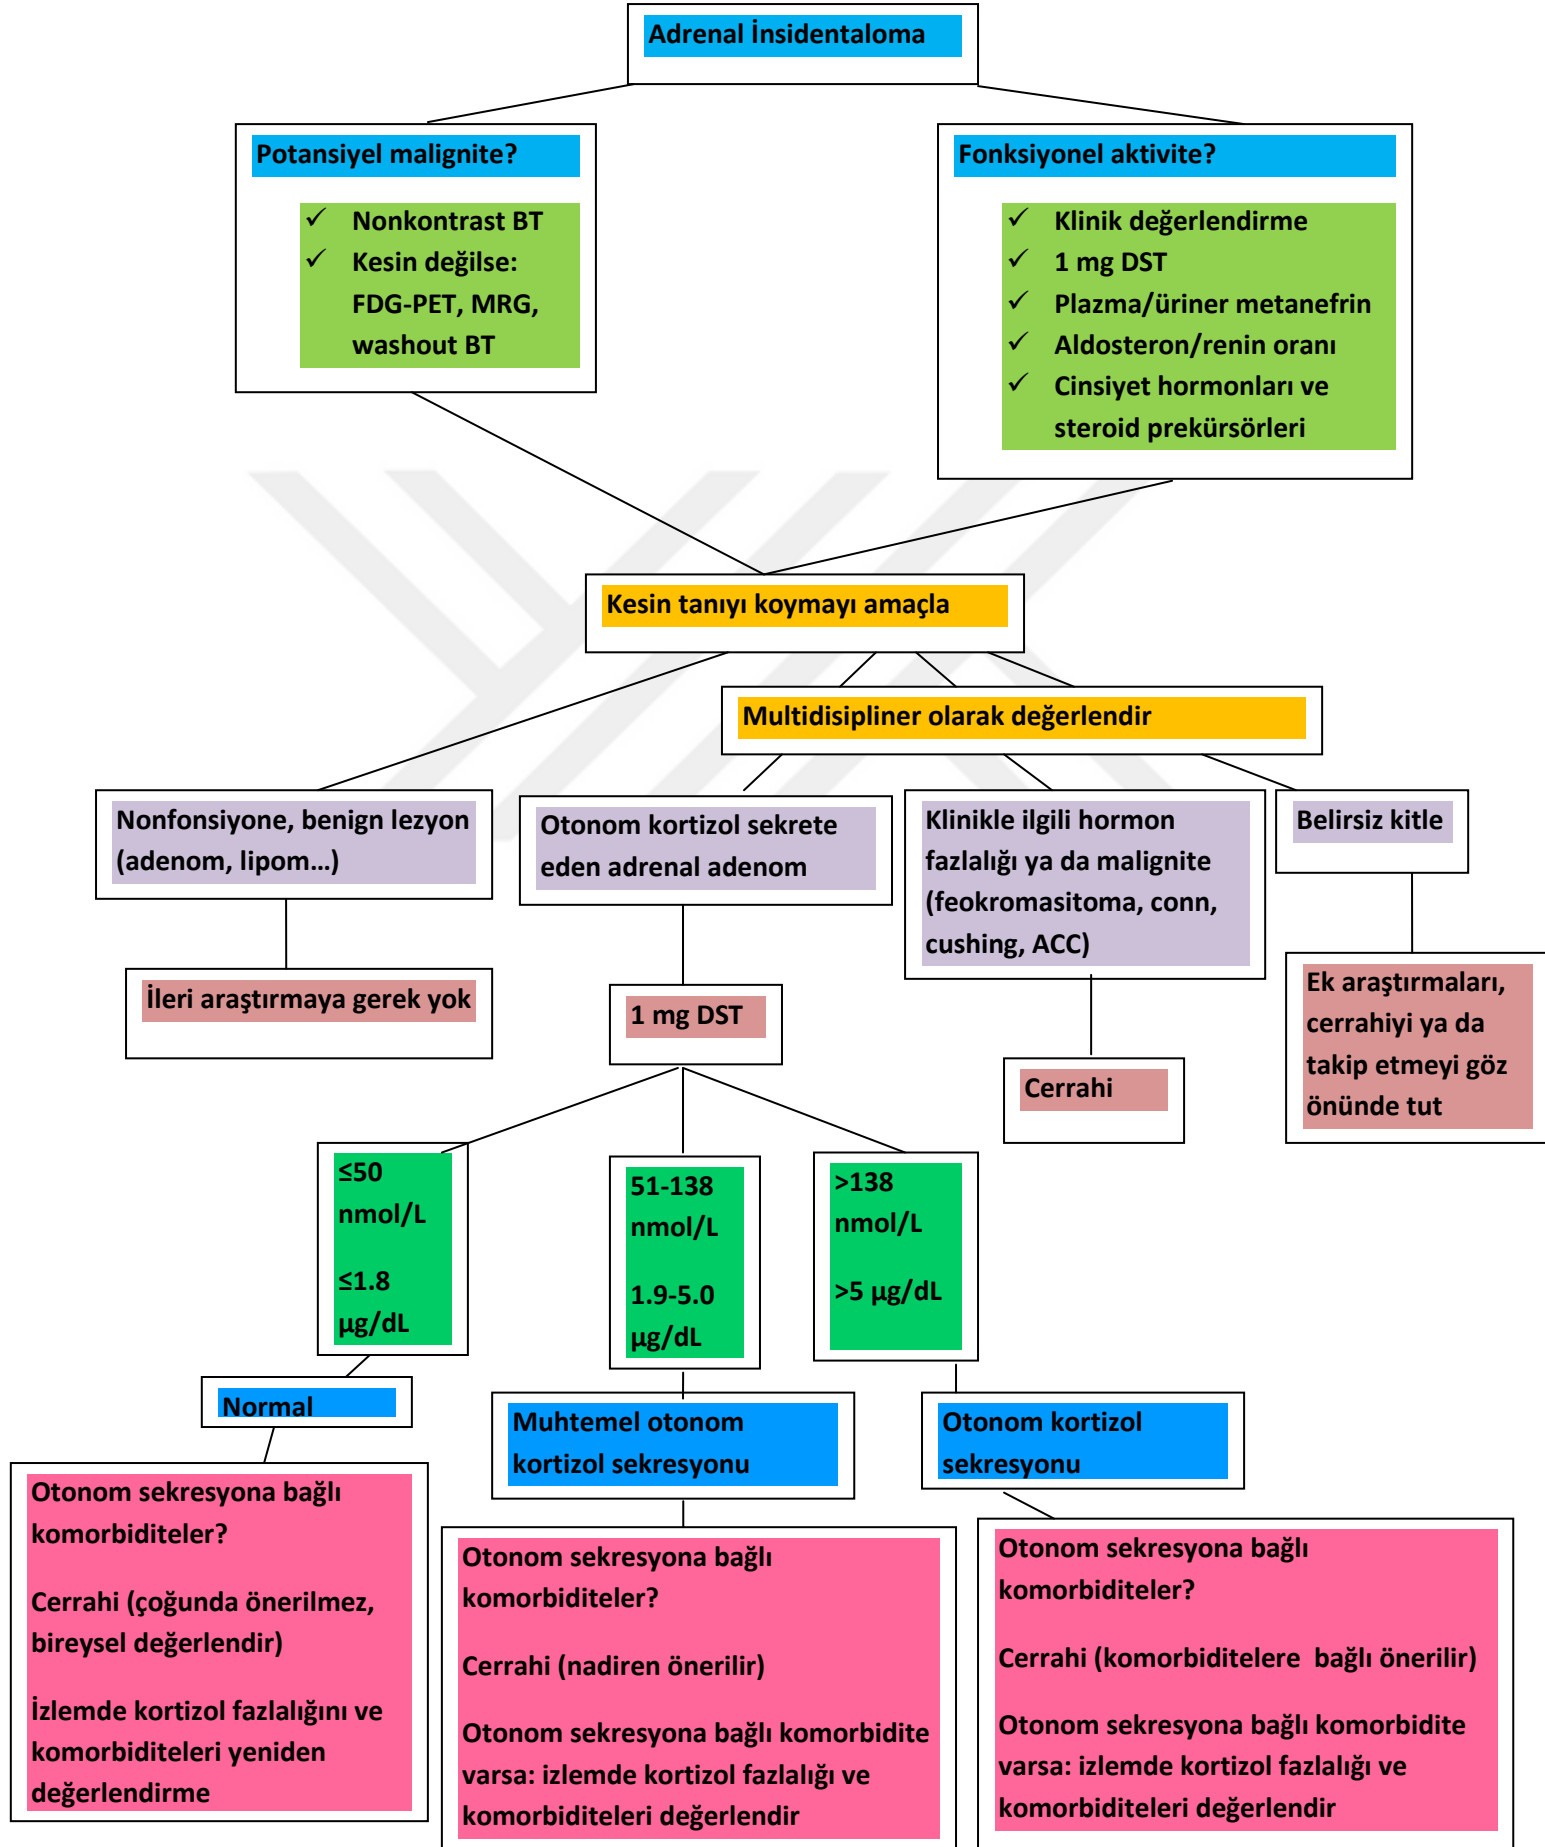 Adrenal İnsidentaloma
Potansiyel malignite?
✓ Nonkontrast BT
✓ Kesin değilse:
FDG-PET, MRG,
washout BT
Fonksiyonel aktivite?
✓ Klinik değerlendirme
✓ 1 mg DST
✓ Plazma/üriner metanefrin
✓ Aldosteron/renin oranı
✓ Cinsiyet hormonları ve
steroid prekürsörleri
Kesin tanıyı koymayı amaçla
Multidisipliner olarak değerlendir
Nonfonsiyone, benign lezyon
(adenom, lipom…)
Otonom kortizol sekrete
eden adrenal adenom
Klinikle ilgili hormon
fazlalığı ya da malignite
(feokromasitoma, conn,
cushing, ACC)
Belirsiz kitle
İleri araştırmaya gerek yok
1 mg DST
Cerrahi
Ek araştırmaları,
cerrahiyi ya da
takip etmeyi göz
önünde tut
≤50
nmol/L
≤1.8
µg/dL
51-138
nmol/L
1.9-5.0
µg/dL
>138
nmol/L
>5 µg/dL
Normal
Muhtemel otonom
kortizol sekresyonu
Otonom kortizol
sekresyonu
Otonom sekresyona bağlı
komorbiditeler?
Cerrahi (çoğunda önerilmez,
bireysel değerlendir)
İzlemde kortizol fazlalığını ve
komorbiditeleri yeniden
değerlendirme
Otonom sekresyona bağlı
komorbiditeler?
Cerrahi (nadiren önerilir)
Otonom sekresyona bağlı komorbidite
varsa: izlemde kortizol fazlalığı ve
komorbiditeleri değerlendir
Otonom sekresyona bağlı
komorbiditeler?
Cerrahi (komorbiditelere  bağlı önerilir)
Otonom sekresyona bağlı komorbidite
varsa: izlemde kortizol fazlalığı ve
komorbiditeleri değerlendir